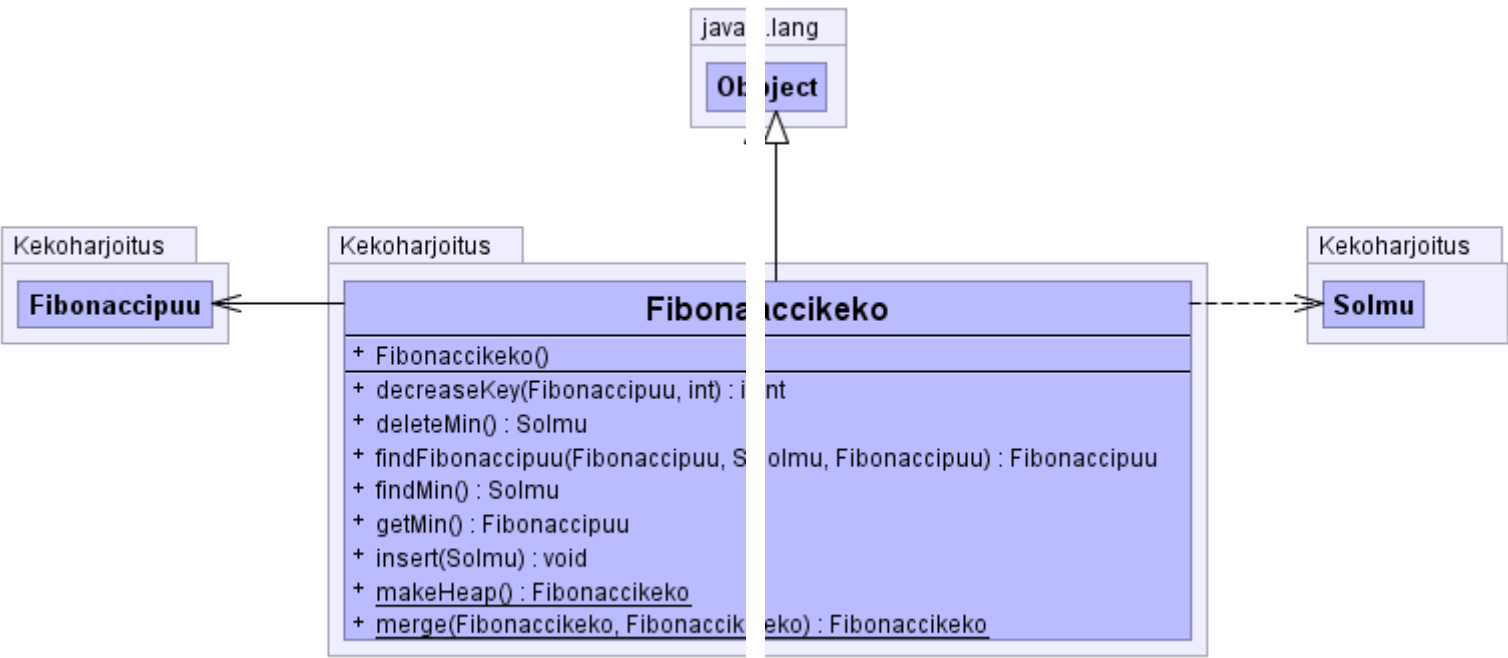 java.lang
Object
Kekoharjoitus
Kekoharjoitus
Kekoharjoitus
Fibonaccipuu
Fibonaccikeko
Solmu
+ Fibonaccikeko()
+ decreaseKey(Fibonaccipuu, int) : int
+ deleteMin() : Solmu
+ findFibonaccipuu(Fibonaccipuu, Solmu, Fibonaccipuu) : Fibonaccipuu
+ findMin() : Solmu
+ getMin() : Fibonaccipuu
+ insert(Solmu) : void
+ makeHeap() : Fibonaccikeko
+ merge(Fibonaccikeko, Fibonaccikeko) : Fibonaccikeko